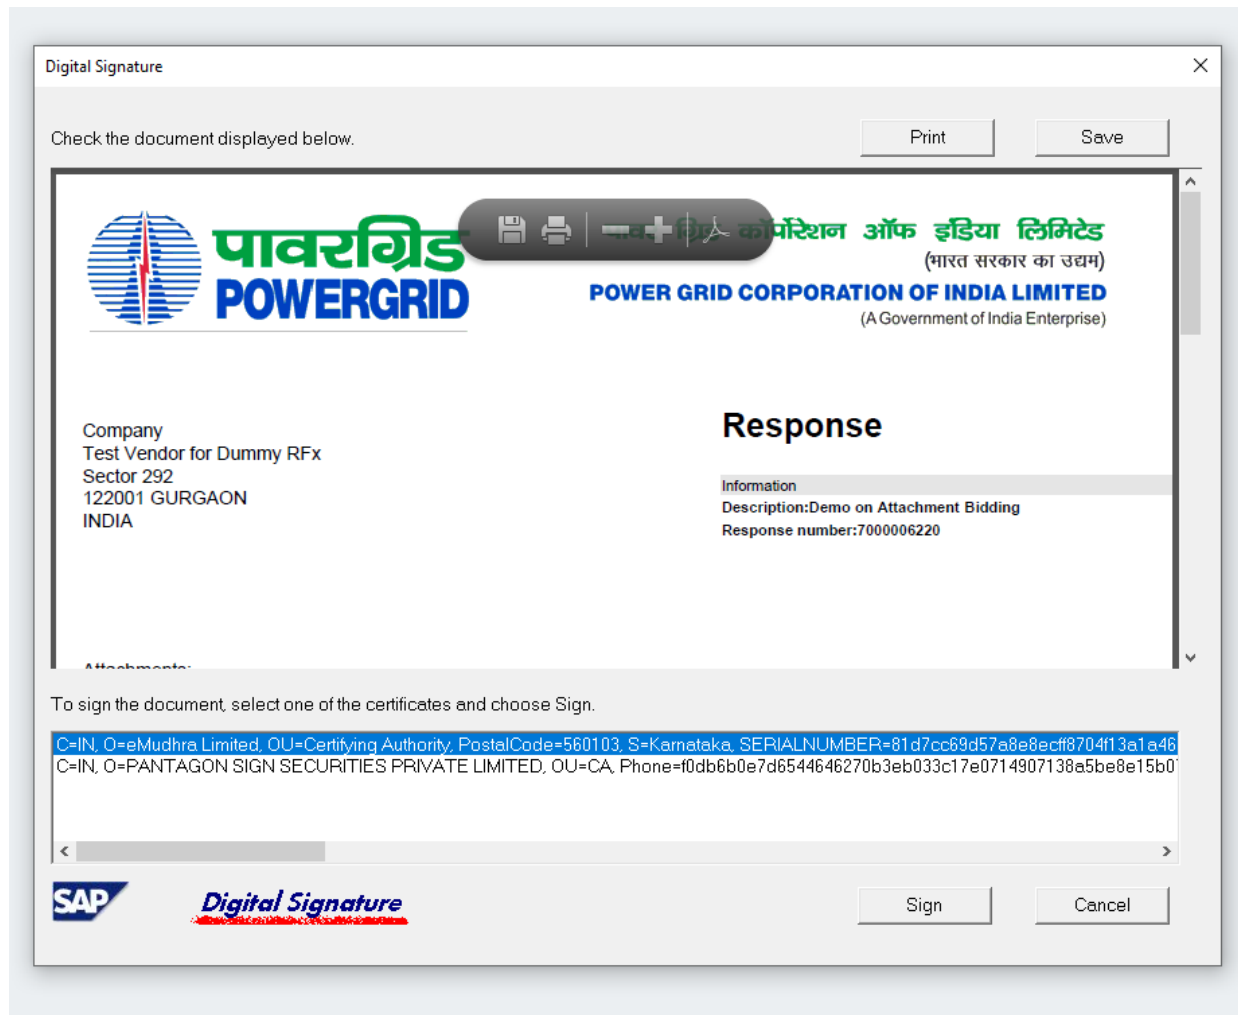 Digital Signature
Check the document displayed below.
Print
Save
पावरग्रिड
POWERGRID
कॉर्पोरेशन ऑफ इंडिया लिमिटेड
(भारत सरकार का उद्यम)
POWER GRID CORPORATION OF INDIA LIMITED
(A Government of India Enterprise)
Company
Test Vendor for Dummy RFx
Sector 292
122001 GURGAON
INDIA
Response
Information
Description:Demo on Attachment Bidding
Response number:7000006220
Attachments:
To sign the document, select one of the certificates and choose Sign.
C=IN, O=eMudhra Limited, OU=Certifying Authority, PostalCode=560103, S=Karnataka, SERIALNUMBER=81d7cc69d57a8e8ecff8704f13a1a46
C=IN, O=PANTAGON SIGN SECURITIES PRIVATE LIMITED, OU=CA, Phone=f0db6b0e7d6544646270b3eb033c17e0714907138a5be8e15b0
SAP
Digital Signature
Sign
Cancel